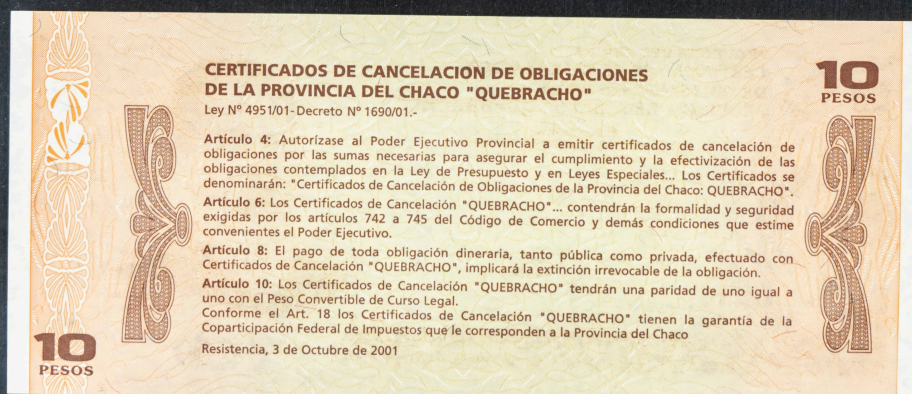 CERTIFICADOS DE CANCELACION DE OBLIGACIONES
DE LA PROVINCIA DEL CHACO "QUEBRACHO"
Ley Nº 4951/01-Decreto Nº 1690/01.-
10
PESOS
Artículo 4: Autorízase al Poder Ejecutivo Provincial a emitir certificados de cancelación de
obligaciones por las sumas necesarias para asegurar el cumplimiento y la efectivización de las
obligaciones contemplados en la Ley de Presupuesto y en Leyes Especiales... Los Certificados se
denominarán: "Certificados de Cancelación de Obligaciones de la Provincia del Chaco: QUEBRACHO".
Artículo 6: Los Certificados de Cancelación "QUEBRACHO"... contendrán la formalidad y seguridad
exigidas por los artículos 742 a 745 del Código de Comercio y demás condiciones que estime
convenientes el Poder Ejecutivo.
Artículo 8: El pago de toda obligación dineraria, tanto pública como privada, efectuado con
Certificados de Cancelación "QUEBRACHO", implicará la extinción irrevocable de la obligación.
Artículo 10: Los Certificados de Cancelación "QUEBRACHO" tendrán una paridad de uno igual a
uno con el Peso Convertible de Curso Legal.
Conforme el Art. 18 los Certificados de Cancelación "QUEBRACHO" tienen la garantía de la
Coparticipación Federal de Impuestos que le corresponden a la Provincia del Chaco
Resistencia, 3 de Octubre de 2001
10
PESOS